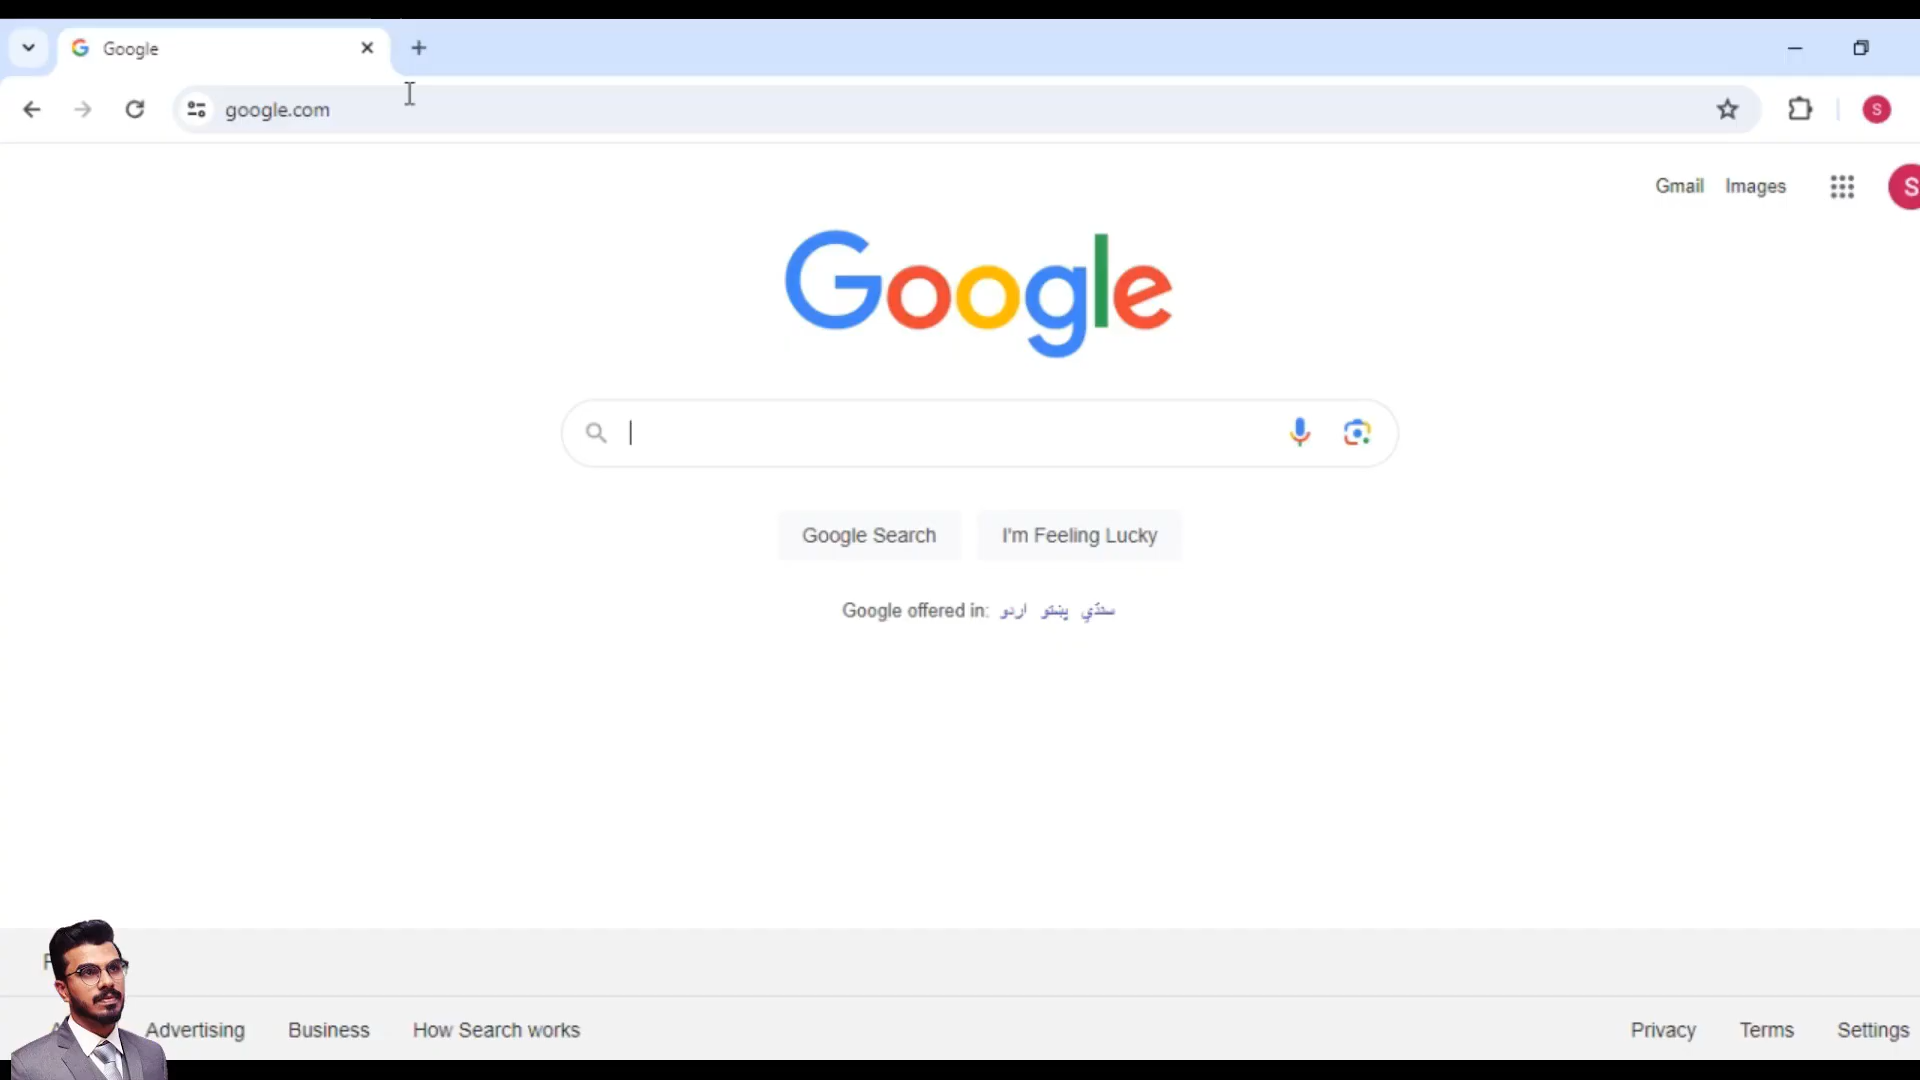 Google
google.com
S
Gmail Images
S
Google
Google Search I'm Feeling Lucky
Google offered in: اردو پښتو سنڌي
Advertising Business How Search works Privacy Terms Settings